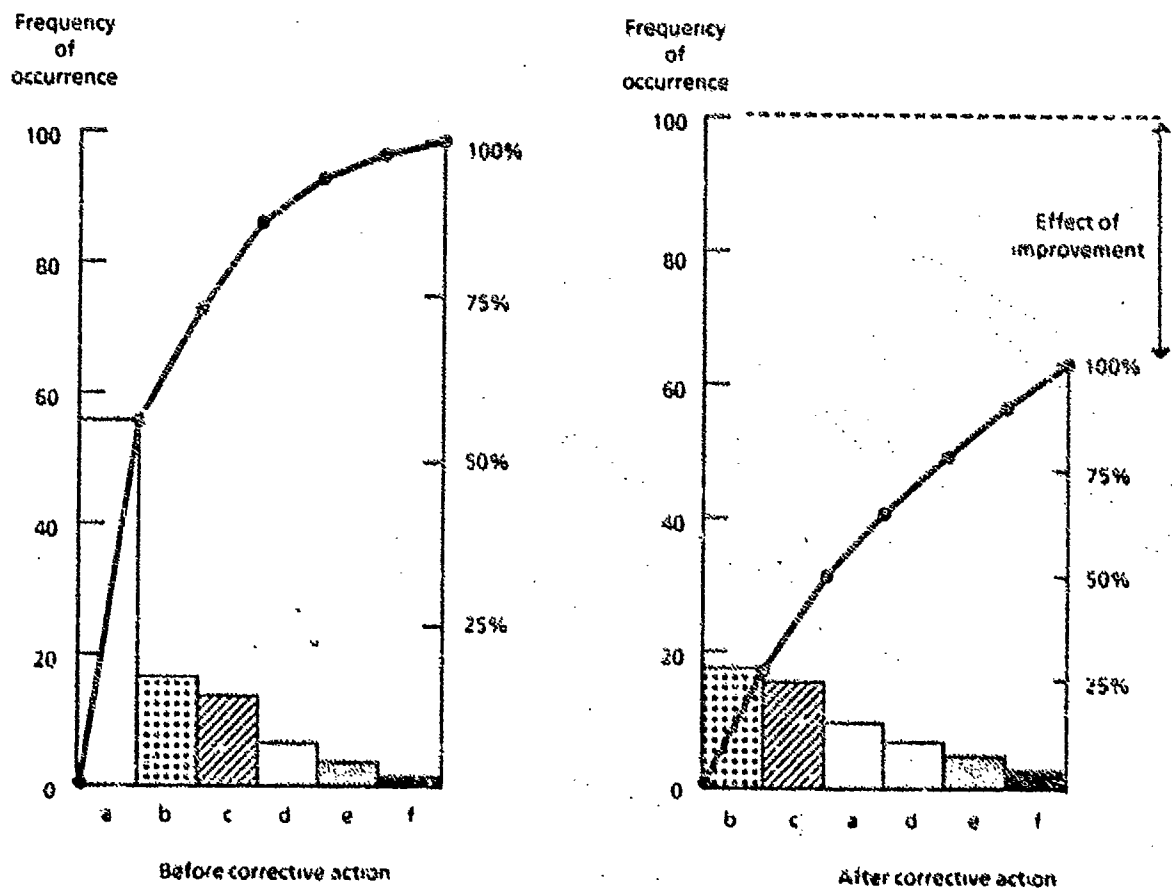 Frequency
of
occurrence
100
80
60
40
20
0
100%
75%
50%
25%
a b c d e f
Before corrective action
Frequency
of
occurrence
100
80
60
40
20
0
Effect of
improvement
100%
75%
50%
25%
b c a d e f
After corrective action